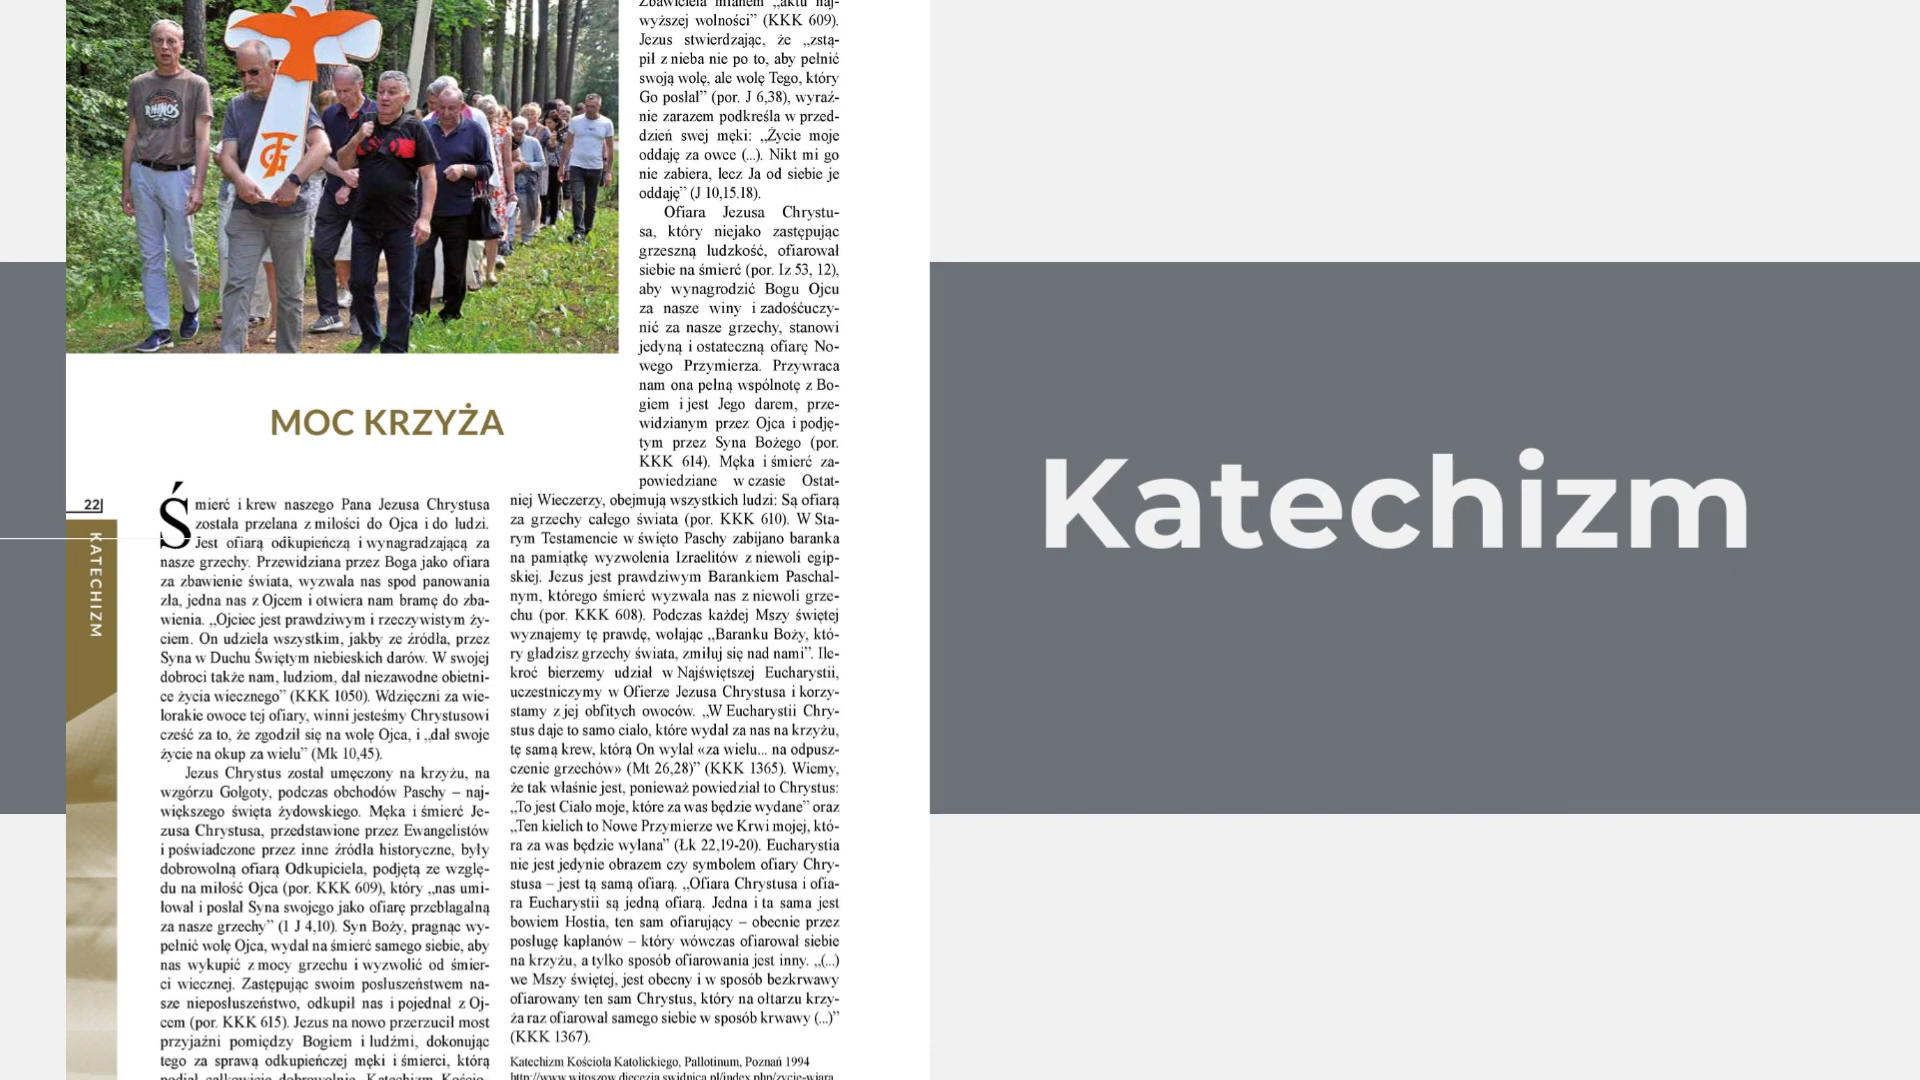 RHINOS
TG
MOC KRZYŻA
22
KATECHIZM
Śmierć i krew naszego Pana Jezusa Chrystusa
została przelana z miłości do Ojca i do ludzi.
Jest ofiarą odkupieńczą i wynagradzającą za
nasze grzechy. Przewidziana przez Boga jako ofiara
za zbawienie świata, wyzwala nas spod panowania
zła, jedna nas z Ojcem i otwiera nam bramę do zba-
wienia. „Ojciec jest prawdziwym i rzeczywistym ży-
ciem. On udziela wszystkim, jakby ze źródła, przez
Syna w Duchu Świętym niebieskich darów. W swojej
dobroci także nam, ludziom, dał niezawodne obietni-
ce życia wiecznego” (KKK 1050). Wdzięczni za wie-
lorakie owoce tej ofiary, winni jesteśmy Chrystusowi
cześć za to, że zgodził się na wolę Ojca, i „dał swoje
życie na okup za wielu” (Mk 10,45).
Jezus Chrystus został umęczony na krzyżu, na
wzgórzu Golgoty, podczas obchodów Paschy – naj-
większego święta żydowskiego. Męka i śmierć Je-
zusa Chrystusa, przedstawione przez Ewangelistów
i poświadczone przez inne źródła historyczne, były
dobrowolną ofiarą Odkupiciela, podjętą ze wzglę-
du na miłość Ojca (por. KKK 609), który „nas umi-
łował i posłał Syna swojego jako ofiarę przebłagalną
za nasze grzechy” (1 J 4,10). Syn Boży, pragnąc wy-
pełnić wolę Ojca, wydał na śmierć samego siebie, aby
nas wykupić z mocy grzechu i wyzwolić od śmier-
ci wiecznej. Zastępując swoim posłuszeństwem na-
sze nieposłuszeństwo, odkupił nas i pojednał z Oj-
cem (por. KKK 615). Jezus na nowo przerzucił most
przyjaźni pomiędzy Bogiem i ludźmi, dokonując
tego za sprawą odkupieńczej męki i śmierci, którą
podjął całkowicie dobrowolnie. Katechizm Kościo-
Zbawiciela mianem „aktu naj-
wyższej wolności” (KKK 609).
Jezus stwierdzając, że „zstą-
pił z nieba nie po to, aby pełnić
swoją wolę, ale wolę Tego, który
Go posłał” (por. J 6,38), wyraź-
nie zarazem podkreśla w przed-
dzień swej męki: „Życie moje
oddaję za owce (...). Nikt mi go
nie zabiera, lecz Ja od siebie je
oddaję” (J 10,15.18).
Ofiara Jezusa Chrystu-
sa, który niejako zastępując
grzeszną ludzkość, ofiarował
siebie na śmierć (por. Iz 53, 12),
aby wynagrodzić Bogu Ojcu
za nasze winy i zadośćuczy-
nić za nasze grzechy, stanowi
jedyną i ostateczną ofiarę No-
wego Przymierza. Przywraca
nam ona pełną wspólnotę z Bo-
giem i jest Jego darem, prze-
widzianym przez Ojca i podję-
tym przez Syna Bożego (por.
KKK 614). Męka i śmierć za-
powiedziane w czasie Ostat-
niej Wieczerzy, obejmują wszystkich ludzi: Są ofiarą
za grzechy całego świata (por. KKK 610). W Sta-
rym Testamencie w święto Paschy zabijano baranka
na pamiątkę wyzwolenia Izraelitów z niewoli egip-
skiej. Jezus jest prawdziwym Barankiem Paschal-
nym, którego śmierć wyzwala nas z niewoli grze-
chu (por. KKK 608). Podczas każdej Mszy świętej
wyznajemy tę prawdę, wołając „Baranku Boży, któ-
ry gładzisz grzechy świata, zmiłuj się nad nami”. Ile-
kroć bierzemy udział w Najświętszej Eucharystii,
uczestniczymy w Ofierze Jezusa Chrystusa i korzy-
stamy z jej obfitych owoców. „W Eucharystii Chry-
stus daje to samo ciało, które wydał za nas na krzyżu,
tę samą krew, którą On wylał «za wielu... na odpusz-
czenie grzechów» (Mt 26,28)” (KKK 1365). Wiemy,
że tak właśnie jest, ponieważ powiedział to Chrystus:
„To jest Ciało moje, które za was będzie wydane” oraz
„Ten kielich to Nowe Przymierze we Krwi mojej, któ-
ra za was będzie wylana” (Łk 22,19-20). Eucharystia
nie jest jedynie obrazem czy symbolem ofiary Chry-
stusa – jest tą samą ofiarą. „Ofiara Chrystusa i ofia-
ra Eucharystii są jedną ofiarą. Jedna i ta sama jest
bowiem Hostia, ten sam ofiarujący – obecnie przez
posługę kapłanów – który wówczas ofiarował siebie
na krzyżu, a tylko sposób ofiarowania jest inny. „(...)
we Mszy świętej, jest obecny i w sposób bezkrwawy
ofiarowany ten sam Chrystus, który na ołtarzu krzy-
ża raz ofiarował samego siebie w sposób krwawy (...)”
(KKK 1367).
Katechizm Kościoła Katolickiego, Pallotinum, Poznań 1994
http://www.witoszow.diecezja.swidnica.pl/index.php/zycie-wiara
Katechizm